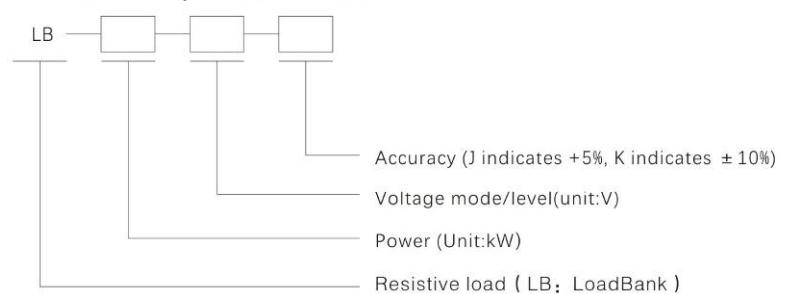 LB
Accuracy (J indicates +5%, K indicates ±10%)
Voltage mode/level(unit:V)
Power (Unit:kW)
Resistive load ( LB: LoadBank )